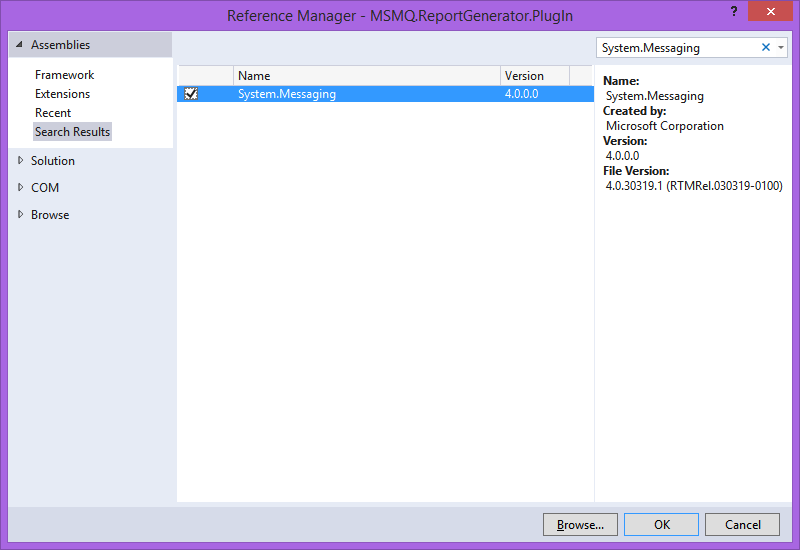 Reference Manager - MSMQ.ReportGenerator.PlugIn
?
Assemblies
Framework
Extensions
Recent
Search Results
Solution
COM
Browse
Name Version
System.Messaging 4.0.0.0
System.Messaging
Name:
System.Messaging
Created by:
Microsoft Corporation
Version:
4.0.0.0
File Version:
4.0.30319.1 (RTMRel.030319-0100)
Browse... OK Cancel